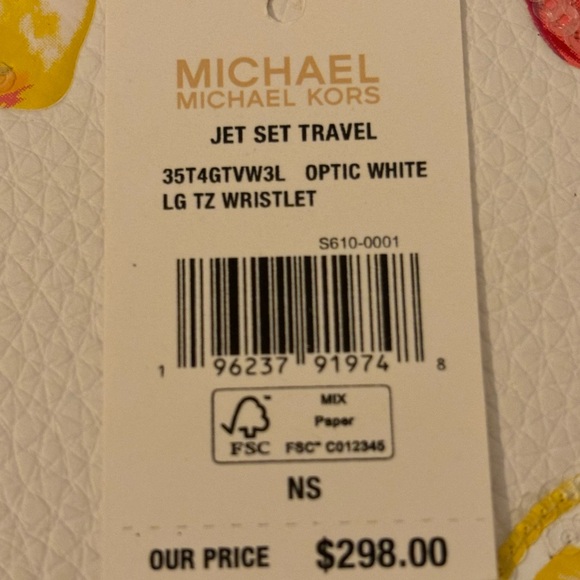 MICHAEL
MICHAEL KORS
JET SET TRAVEL
35T4GTVW3L OPTIC WHITE
LG TZ WRISTLET
S610-0001
1 96237 91974 8
MIX
Paper
FSC FSC™ C012345
NS
OUR PRICE $298.00